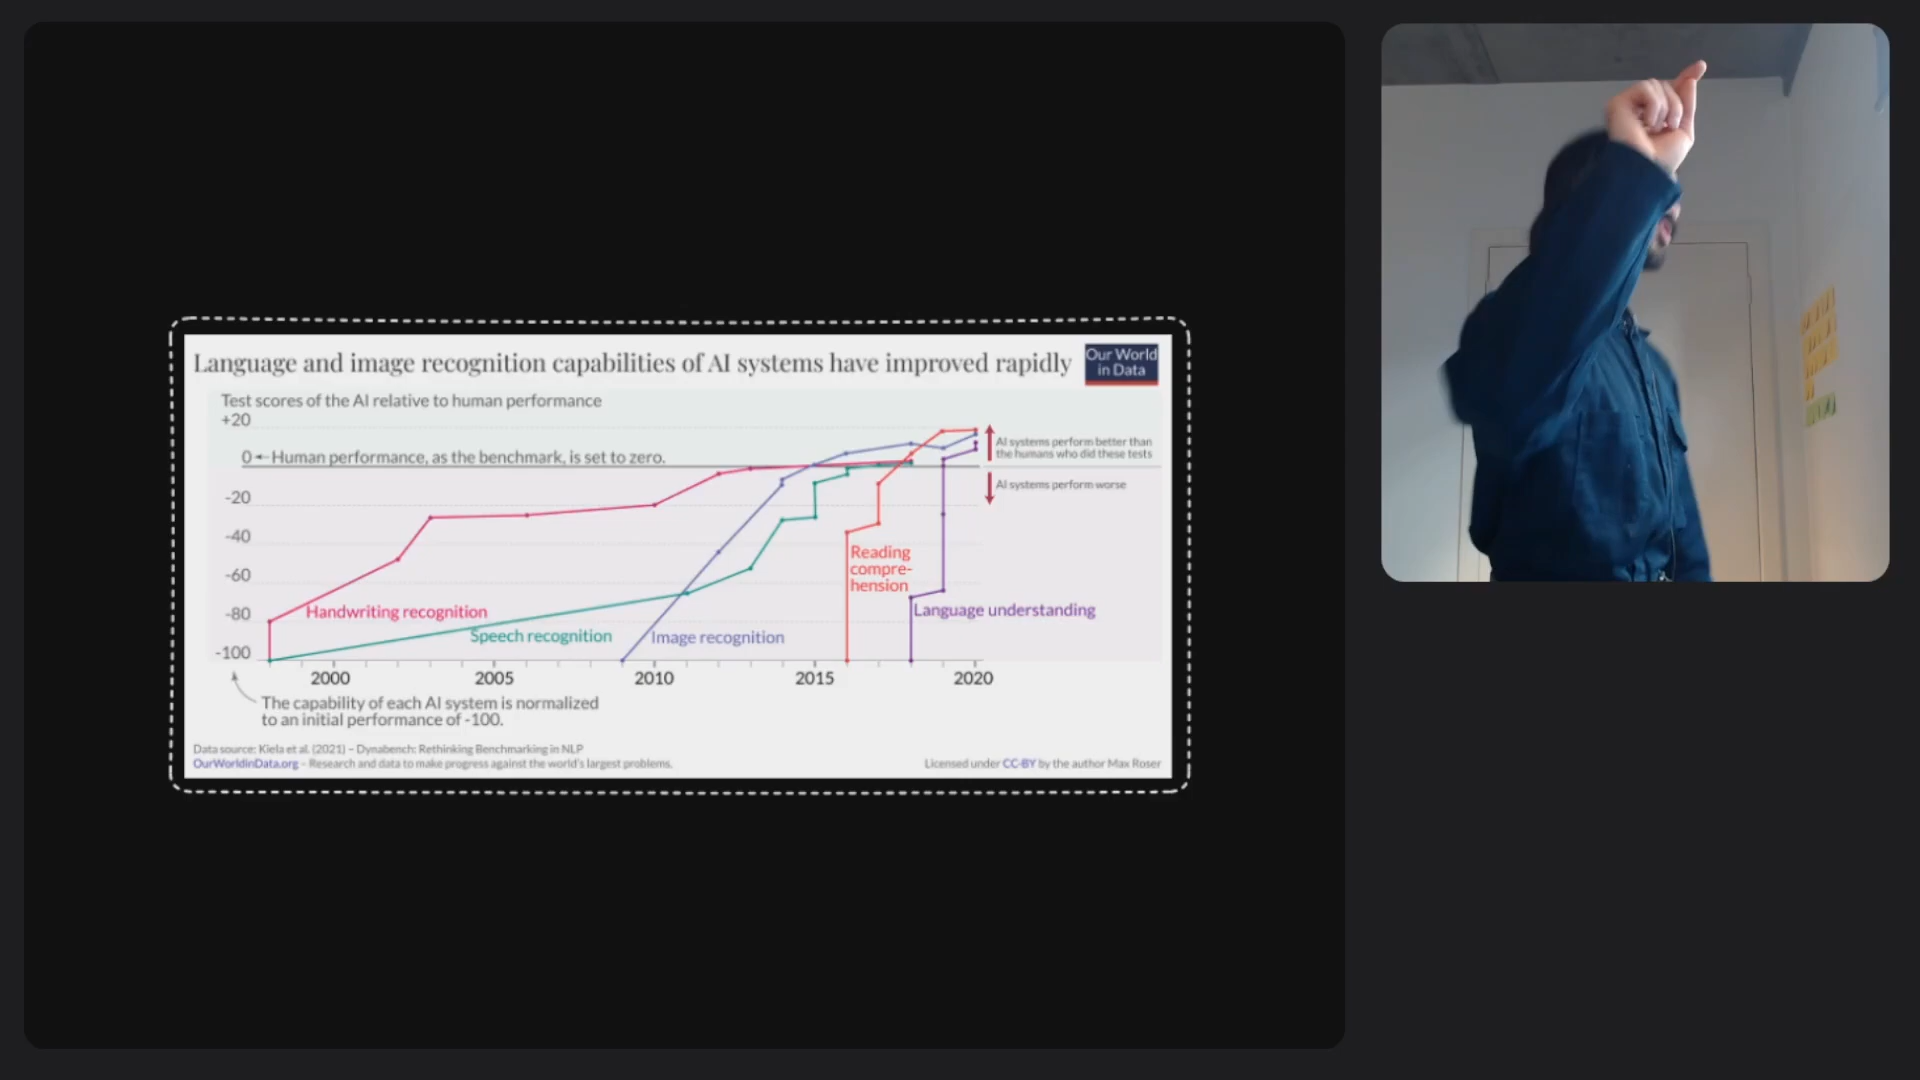 Language and image recognition capabilities of AI systems have improved rapidly
Our World
in Data
Test scores of the AI relative to human performance
+20
0 ← Human performance, as the benchmark, is set to zero.
AI systems perform better than
the humans who did these tests
AI systems perform worse
-20
-40
-60
-80
-100
Reading
compre-
hension
Handwriting recognition
Speech recognition
Image recognition
Language understanding
2000
2005
2010
2015
2020
The capability of each AI system is normalized
to an initial performance of -100.
Data source: Kiela et al. (2021) – Dynabench: Rethinking Benchmarking in NLP
OurWorldinData.org – Research and data to make progress against the world's largest problems.
Licensed under CC-BY by the author Max Roser